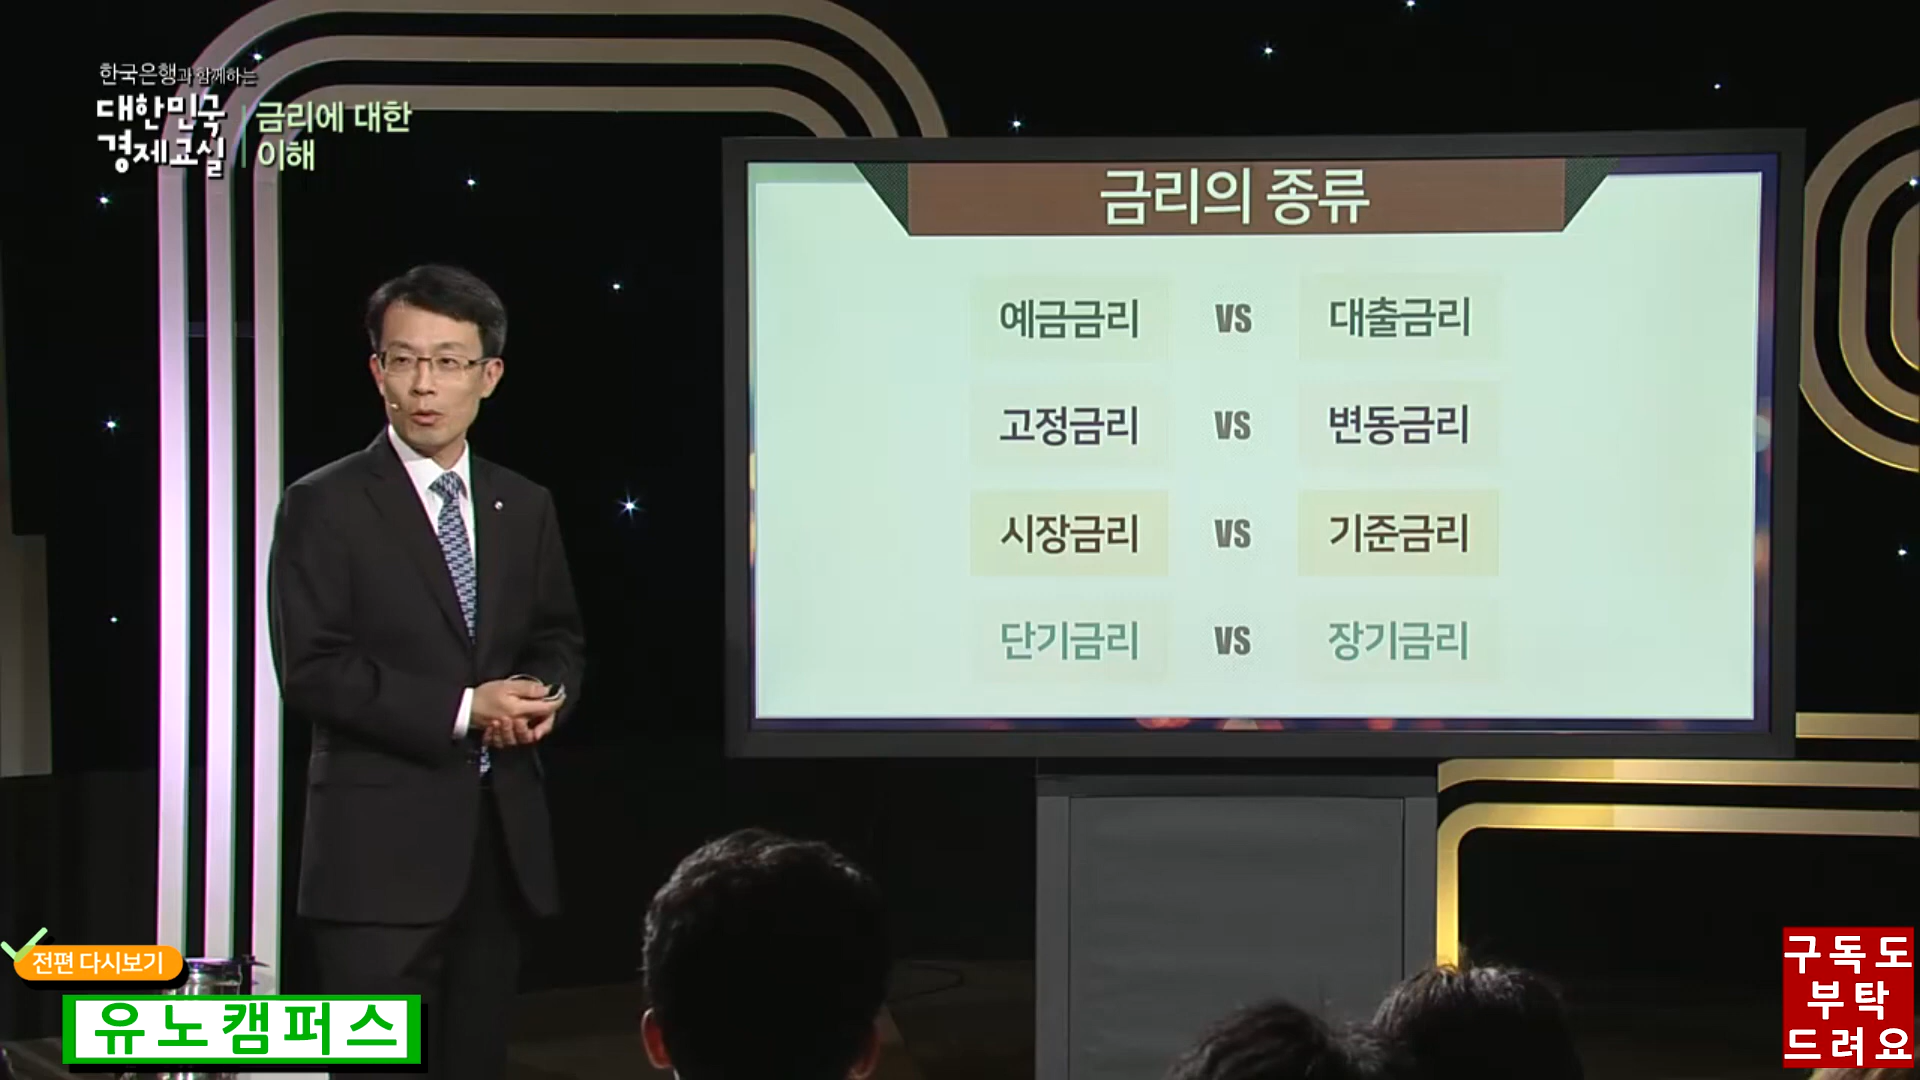 한국은행과 함께하는
대한민국
경제교실
금리에 대한
이해
금리의 종류
예금금리 VS 대출금리
고정금리 VS 변동금리
시장금리 VS 기준금리
단기금리 VS 장기금리
전편 다시보기
유노캠퍼스
구독도
부탁
드려요